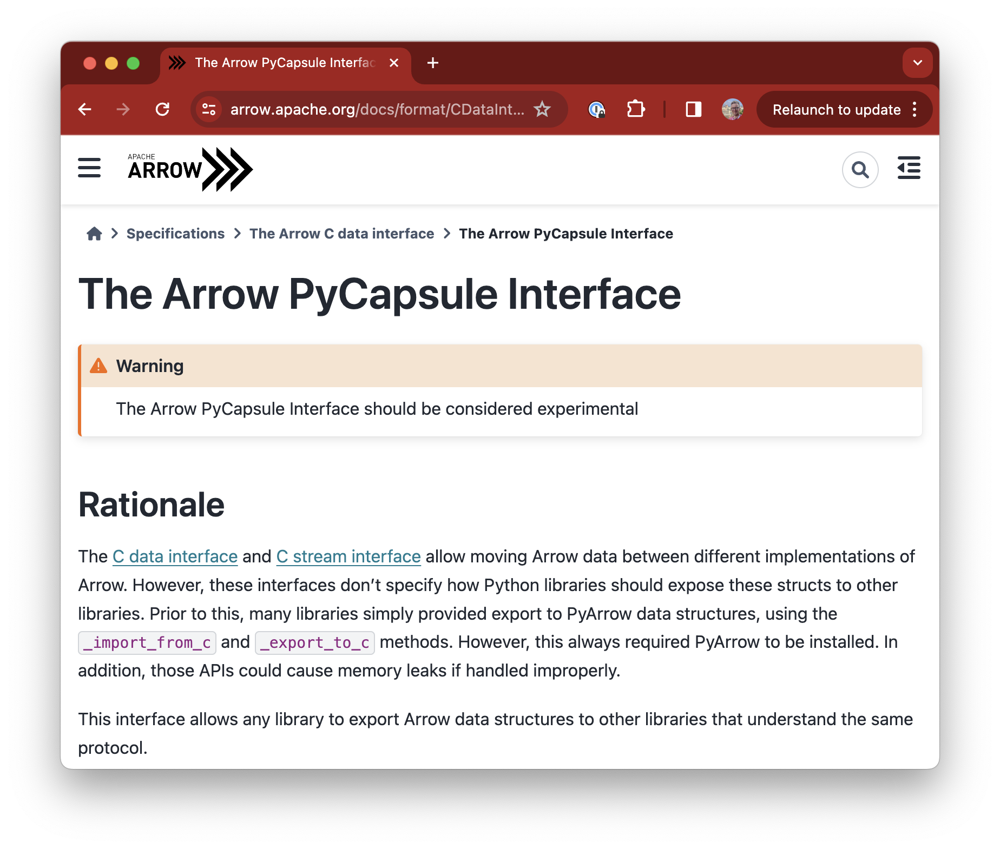 The Arrow PyCapsule Interfac
arrow.apache.org/docs/format/CDataInt...
Relaunch to update
APACHE
ARROW
Specifications > The Arrow C data interface > The Arrow PyCapsule Interface
The Arrow PyCapsule Interface
Warning
The Arrow PyCapsule Interface should be considered experimental
Rationale
The C data interface and C stream interface allow moving Arrow data between different implementations of
Arrow. However, these interfaces don’t specify how Python libraries should expose these structs to other
libraries. Prior to this, many libraries simply provided export to PyArrow data structures, using the
_import_from_c and _export_to_c methods. However, this always required PyArrow to be installed. In
addition, those APIs could cause memory leaks if handled improperly.
This interface allows any library to export Arrow data structures to other libraries that understand the same
protocol.